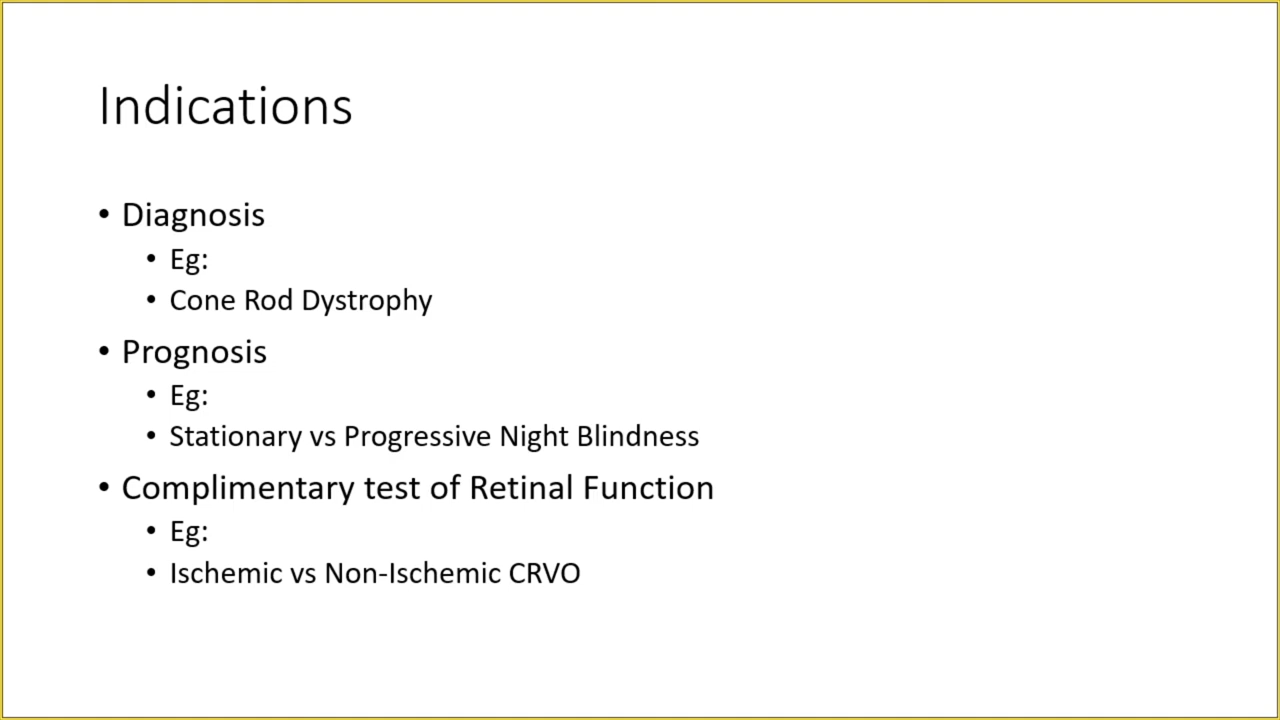 Indications
• Diagnosis
• Eg:
• Cone Rod Dystrophy
• Prognosis
• Eg:
• Stationary vs Progressive Night Blindness
• Complimentary test of Retinal Function
• Eg:
• Ischemic vs Non-Ischemic CRVO